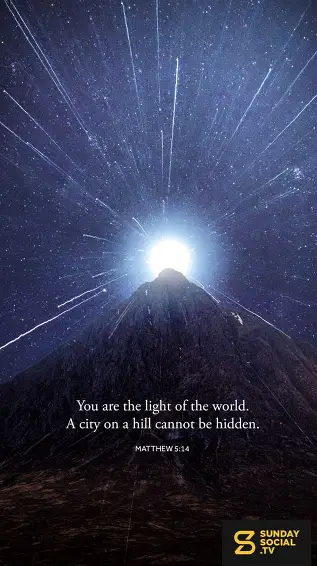 You are the light of the world.
A city on a hill cannot be hidden.
MATTHEW 5:14
SUNDAY
SOCIAL
.TV